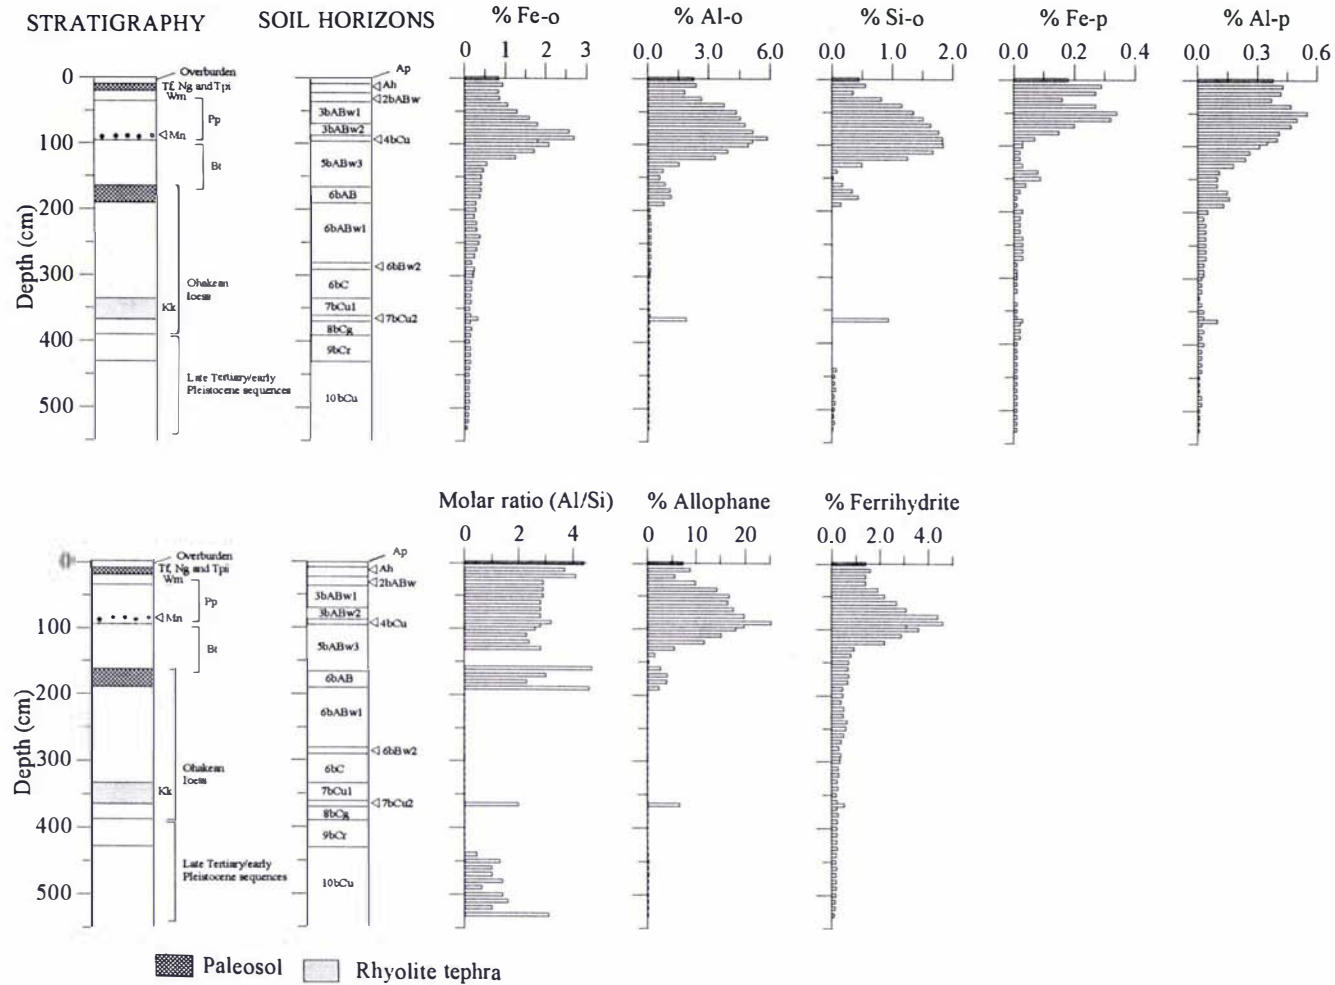 STRATIGRAPHY
SOIL HORIZONS
% Fe-o
% Al-o
% Si-o
% Fe-p
% Al-p
0 1 2 3
0.0 3.0 6.0
0.0 1.0 2.0
0.0 0.2 0.4
0.0 0.3 0.6
Depth (cm)
0
100
200
300
400
500
Overburden
Tf, Ng and Tpi
Wm
Pp
Mn
Bt
Ohakean
loess
Kk
Late Tertiary/early
Pleistocene sequences
Ap
Ah
2bABw
3bABw1
3bABw2
4bCu
5bABw3
6bAB
6bABw1
6bBw2
6bC
7bCu1
7bCu2
8bCg
9bCr
10bCu
Molar ratio (Al/Si)
% Allophane
% Ferrihydrite
0 2 4
0 10 20
0.0 2.0 4.0
Depth (cm)
0
100
200
300
400
500
Overburden
Tf, Ng and Tpi
Wm
Pp
Mn
Bt
Ohakean
loess
Kk
Late Tertiary/early
Pleistocene sequences
Ap
Ah
2bABw
3bABw1
3bABw2
4bCu
5bABw3
6bAB
6bABw1
6bBw2
6bC
7bCu1
7bCu2
8bCg
9bCr
10bCu
Paleosol
Rhyolite tephra